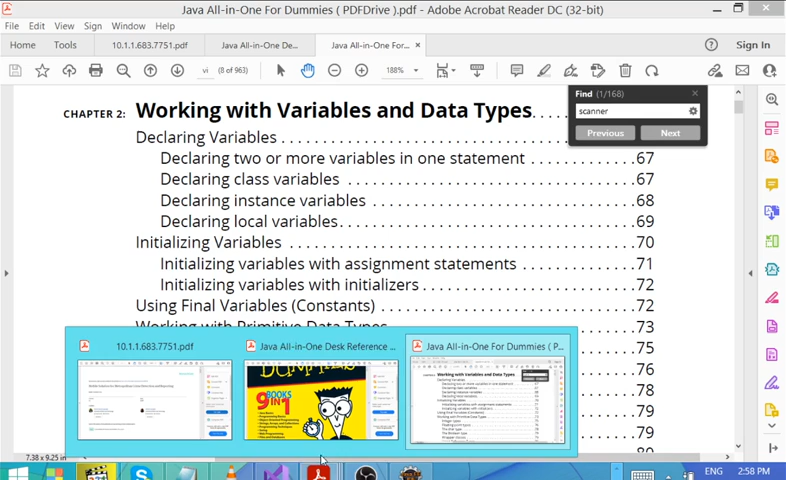 Java All-in-One For Dummies ( PDFDrive ).pdf - Adobe Acrobat Reader DC (32-bit)
File Edit View Sign Window Help
Home Tools 10.1.1.683.7751.pdf Java All-in-One De... Java All-in-One For... × Sign In
vi (8 of 963) 188%
CHAPTER 2: Working with Variables and Data Types
Find (1/168)
scanner
Previous Next
Declaring Variables
Declaring two or more variables in one statement 67
Declaring class variables 67
Declaring instance variables 68
Declaring local variables 69
Initializing Variables 70
Initializing variables with assignment statements 71
Initializing variables with initializers 72
Using Final Variables (Constants) 72
Working with Primitive Data Types 73
75
76
78
79
79
10.1.1.683.7751.pdf Java All-in-One Desk Reference ... Java All-in-One For Dummies ( P...
DUMMIES
9 BOOKS
IN 1
7.38 x 9.25 in
ENG 2:58 PM